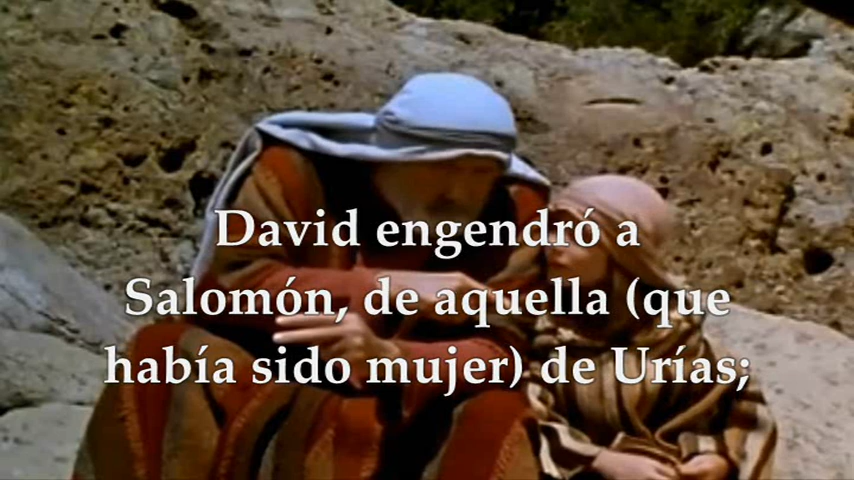 David engendró a
Salomón, de aquella (que
había sido mujer) de Urías;